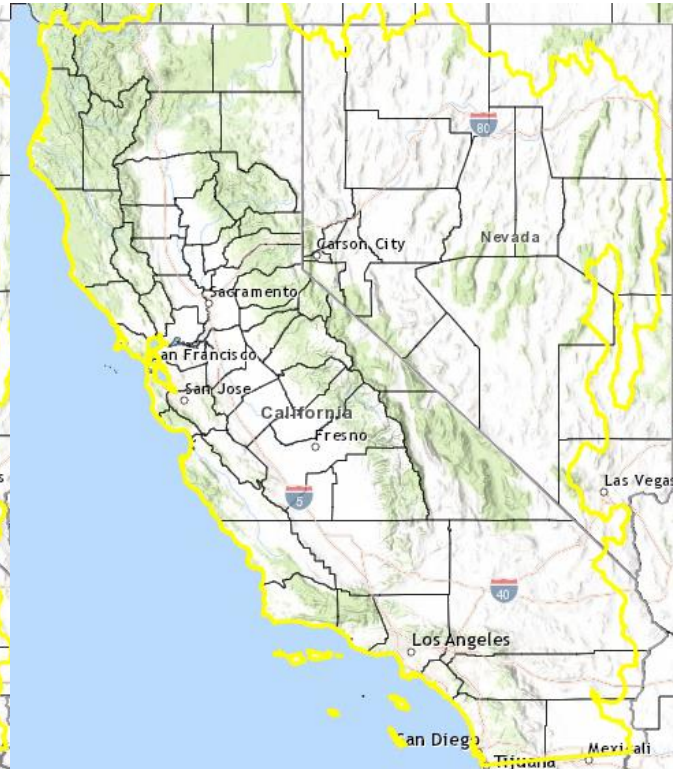 80
Carson City
Nevada
Sacramento
San Francisco
San Jose
California
Fresno
Las Vegas
5
40
Los Angeles
San Diego
Mexicali
Tijuana